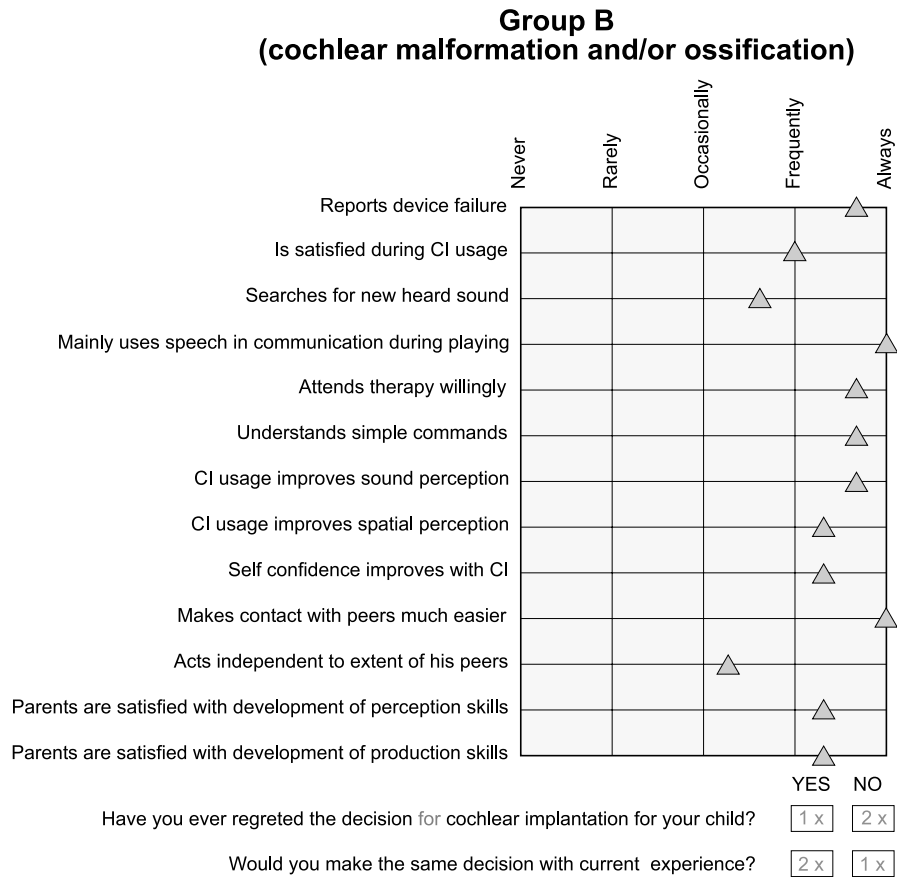 Group B
(cochlear malformation and/or ossification)
Never
Rarely
Occasionally
Frequently
Always
Reports device failure
Is satisfied during CI usage
Searches for new heard sound
Mainly uses speech in communication during playing
Attends therapy willingly
Understands simple commands
CI usage improves sound perception
CI usage improves spatial perception
Self confidence improves with CI
Makes contact with peers much easier
Acts independent to extent of his peers
Parents are satisfied with development of perception skills
Parents are satisfied with development of production skills
YES NO
Have you ever regretted the decision for cochlear implantation for your child? 1 x 2 x
Would you make the same decision with current experience? 2 x 1 x